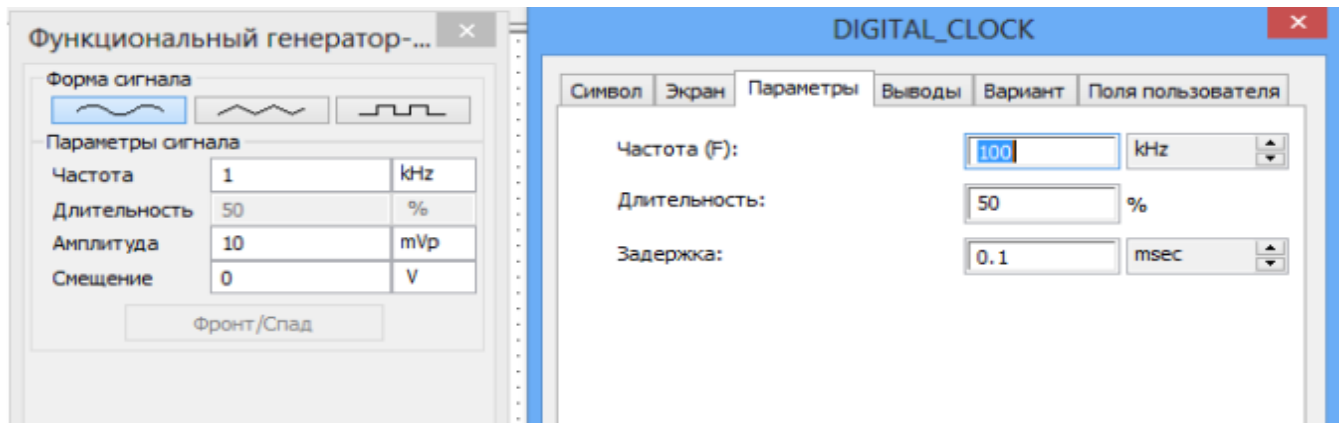 Функциональный генератор-...
Форма сигнала
Параметры сигнала
Частота 1 kHz
Длительность 50 %
Амплитуда 10 mVp
Смещение 0 V
Фронт/Спад
DIGITAL_CLOCK
Символ Экран Параметры Выводы Вариант Поля пользователя
Частота (F): 100 kHz
Длительность: 50 %
Задержка: 0.1 msec